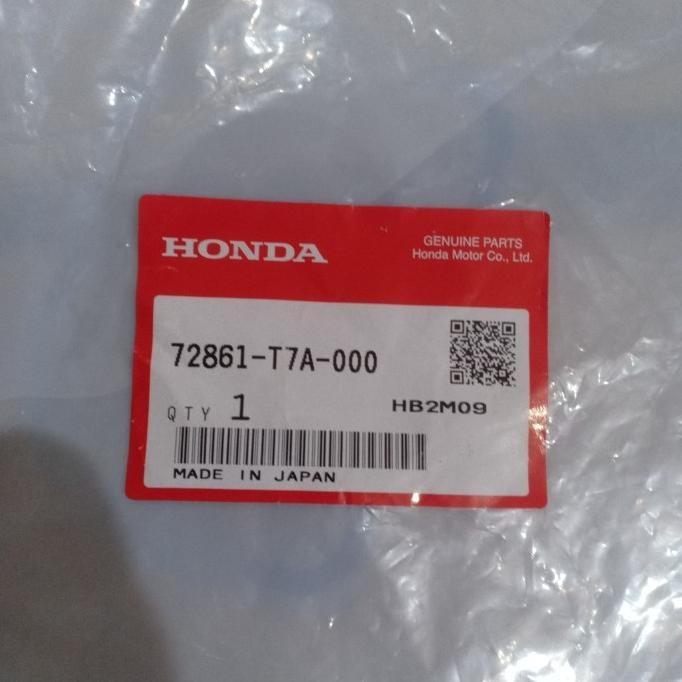 HONDA
GENUINE PARTS
Honda Motor Co., Ltd.
72861-T7A-000
QTY 1
HB2M09
MADE IN JAPAN